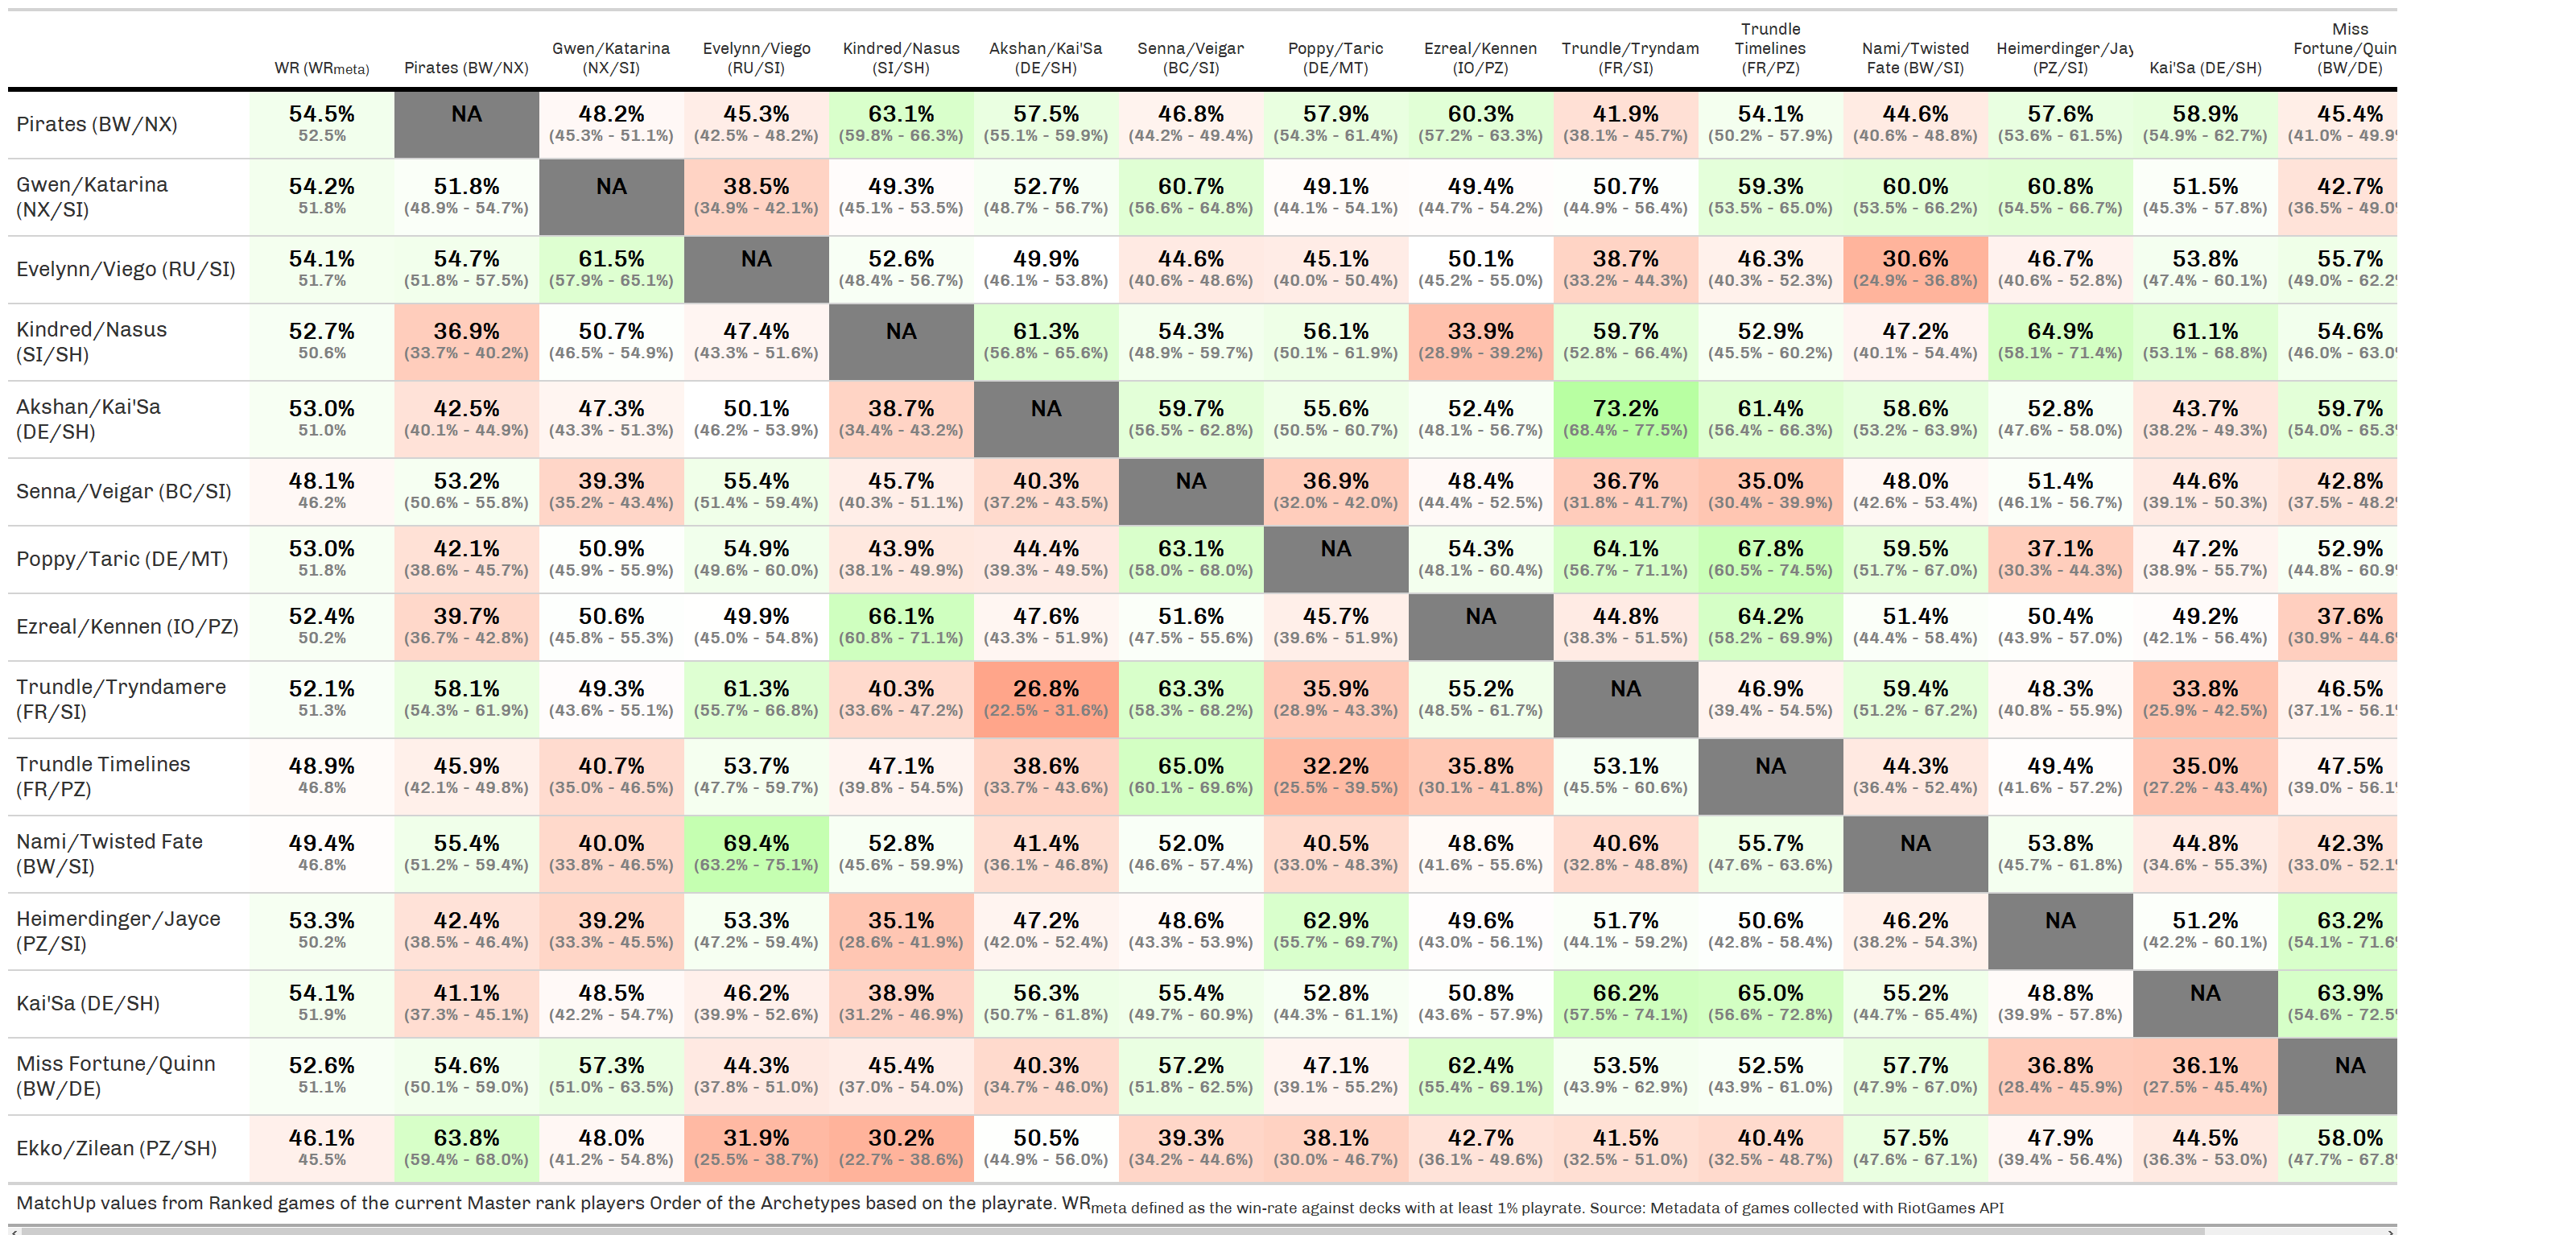 Miss
Trundle
Gwen/Katarina Evelynn/Viego Kindred/Nasus Akshan/Kai'Sa Senna/Veigar Poppy/Taric Ezreal/Kennen Trundle/Tryndam Timelines Nami/Twisted Heimerdinger/Jay Fortune/Quin
WR (WRmeta) Pirates (BW/NX) (NX/SI) (RU/SI) (SI/SH) (DE/SH) (BC/SI) (DE/MT) (IO/PZ) (FR/SI) (FR/PZ) Fate (BW/SI) (PZ/SI) Kai'Sa (DE/SH) (BW/DE)
Pirates (BW/NX)
54.5% NA 48.2% 45.3% 63.1% 57.5% 46.8% 57.9% 60.3% 41.9% 54.1% 44.6% 57.6% 58.9% 45.4%
52.5% (45.3% - 51.1%) (42.5% - 48.2%) (59.8% - 66.3%) (55.1% - 59.9%) (44.2% - 49.4%) (54.3% - 61.4%) (57.2% - 63.3%) (38.1% - 45.7%) (50.2% - 57.9%) (40.6% - 48.8%) (53.6% - 61.5%) (54.9% - 62.7%) (41.0% - 49.9%
Gwen/Katarina
(NX/SI)
54.2% 51.8% NA 38.5% 49.3% 52.7% 60.7% 49.1% 49.4% 50.7% 59.3% 60.0% 60.8% 51.5% 42.7%
51.8% (48.9% - 54.7%) (34.9% - 42.1%) (45.1% - 53.5%) (48.7% - 56.7%) (56.6% - 64.8%) (44.1% - 54.1%) (44.7% - 54.2%) (44.9% - 56.4%) (53.5% - 65.0%) (53.5% - 66.2%) (54.5% - 66.7%) (45.3% - 57.8%) (36.5% - 49.0%
Evelynn/Viego (RU/SI)
54.1% 54.7% 61.5% NA 52.6% 49.9% 44.6% 45.1% 50.1% 38.7% 46.3% 30.6% 46.7% 53.8% 55.7%
51.7% (51.8% - 57.5%) (57.9% - 65.1%) (48.4% - 56.7%) (46.1% - 53.8%) (40.6% - 48.6%) (40.0% - 50.4%) (45.2% - 55.0%) (33.2% - 44.3%) (40.3% - 52.3%) (24.9% - 36.8%) (40.6% - 52.8%) (47.4% - 60.1%) (49.0% - 62.2%
Kindred/Nasus
(SI/SH)
52.7% 36.9% 50.7% 47.4% NA 61.3% 54.3% 56.1% 33.9% 59.7% 52.9% 47.2% 64.9% 61.1% 54.6%
50.6% (33.7% - 40.2%) (46.5% - 54.9%) (43.3% - 51.6%) (56.8% - 65.6%) (48.9% - 59.7%) (50.1% - 61.9%) (28.9% - 39.2%) (52.8% - 66.4%) (45.5% - 60.2%) (40.1% - 54.4%) (58.1% - 71.4%) (53.1% - 68.8%) (46.0% - 63.0%
Akshan/Kai'Sa
(DE/SH)
53.0% 42.5% 47.3% 50.1% 38.7% NA 59.7% 55.6% 52.4% 73.2% 61.4% 58.6% 52.8% 43.7% 59.7%
51.0% (40.1% - 44.9%) (43.3% - 51.3%) (46.2% - 53.9%) (34.4% - 43.2%) (56.5% - 62.8%) (50.5% - 60.7%) (48.1% - 56.7%) (68.4% - 77.5%) (56.4% - 66.3%) (53.2% - 63.9%) (47.6% - 58.0%) (38.2% - 49.3%) (54.0% - 65.3%
Senna/Veigar (BC/SI)
48.1% 53.2% 39.3% 55.4% 45.7% 40.3% NA 36.9% 48.4% 36.7% 35.0% 48.0% 51.4% 44.6% 42.8%
46.2% (50.6% - 55.8%) (35.2% - 43.4%) (51.4% - 59.4%) (40.3% - 51.1%) (37.2% - 43.5%) (32.0% - 42.0%) (44.4% - 52.5%) (31.8% - 41.7%) (30.4% - 39.9%) (42.6% - 53.4%) (46.1% - 56.7%) (39.1% - 50.3%) (37.5% - 48.2%
Poppy/Taric (DE/MT)
53.0% 42.1% 50.9% 54.9% 43.9% 44.4% 63.1% NA 54.3% 64.1% 67.8% 59.5% 37.1% 47.2% 52.9%
51.8% (38.6% - 45.7%) (45.9% - 55.9%) (49.6% - 60.0%) (38.1% - 49.9%) (39.3% - 49.5%) (58.0% - 68.0%) (48.1% - 60.4%) (56.7% - 71.1%) (60.5% - 74.5%) (51.7% - 67.0%) (30.3% - 44.3%) (38.9% - 55.7%) (44.8% - 60.9%
Ezreal/Kennen (IO/PZ)
52.4% 39.7% 50.6% 49.9% 66.1% 47.6% 51.6% 45.7% NA 44.8% 64.2% 51.4% 50.4% 49.2% 37.6%
50.2% (36.7% - 42.8%) (45.8% - 55.3%) (45.0% - 54.8%) (60.8% - 71.1%) (43.3% - 51.9%) (47.5% - 55.6%) (39.6% - 51.9%) (38.3% - 51.5%) (58.2% - 69.9%) (44.4% - 58.4%) (43.9% - 57.0%) (42.1% - 56.4%) (30.9% - 44.6%
Trundle/Tryndamere
(FR/SI)
52.1% 58.1% 49.3% 61.3% 40.3% 26.8% 63.3% 35.9% 55.2% NA 46.9% 59.4% 48.3% 33.8% 46.5%
51.3% (54.3% - 61.9%) (43.6% - 55.1%) (55.7% - 66.8%) (33.6% - 47.2%) (22.5% - 31.6%) (58.3% - 68.2%) (28.9% - 43.3%) (48.5% - 61.7%) (39.4% - 54.5%) (51.2% - 67.2%) (40.8% - 55.9%) (25.9% - 42.5%) (37.1% - 56.1%
Trundle Timelines
(FR/PZ)
48.9% 45.9% 40.7% 53.7% 47.1% 38.6% 65.0% 32.2% 35.8% 53.1% NA 44.3% 49.4% 35.0% 47.5%
46.8% (42.1% - 49.8%) (35.0% - 46.5%) (47.7% - 59.7%) (39.8% - 54.5%) (33.7% - 43.6%) (60.1% - 69.6%) (25.5% - 39.5%) (30.1% - 41.8%) (45.5% - 60.6%) (36.4% - 52.4%) (41.6% - 57.2%) (27.2% - 43.4%) (39.0% - 56.1%
Nami/Twisted Fate
(BW/SI)
49.4% 55.4% 40.0% 69.4% 52.8% 41.4% 52.0% 40.5% 48.6% 40.6% 55.7% NA 53.8% 44.8% 42.3%
46.8% (51.2% - 59.4%) (33.8% - 46.5%) (63.2% - 75.1%) (45.6% - 59.9%) (36.1% - 46.8%) (46.6% - 57.4%) (33.0% - 48.3%) (41.6% - 55.6%) (32.8% - 48.8%) (47.6% - 63.6%) (45.7% - 61.8%) (34.6% - 55.3%) (33.0% - 52.1%
Heimerdinger/Jayce
(PZ/SI)
53.3% 42.4% 39.2% 53.3% 35.1% 47.2% 48.6% 62.9% 49.6% 51.7% 50.6% 46.2% NA 51.2% 63.2%
50.2% (38.5% - 46.4%) (33.3% - 45.5%) (47.2% - 59.4%) (28.6% - 41.9%) (42.0% - 52.4%) (43.3% - 53.9%) (55.7% - 69.7%) (43.0% - 56.1%) (44.1% - 59.2%) (42.8% - 58.4%) (38.2% - 54.3%) (42.2% - 60.1%) (54.1% - 71.6%
Kai'Sa (DE/SH)
54.1% 41.1% 48.5% 46.2% 38.9% 56.3% 55.4% 52.8% 50.8% 66.2% 65.0% 55.2% 48.8% NA 63.9%
51.9% (37.3% - 45.1%) (42.2% - 54.7%) (39.9% - 52.6%) (31.2% - 46.9%) (50.7% - 61.8%) (49.7% - 60.9%) (44.3% - 61.1%) (43.6% - 57.9%) (57.5% - 74.1%) (56.6% - 72.8%) (44.7% - 65.4%) (39.9% - 57.8%) (54.6% - 72.5%
Miss Fortune/Quinn
(BW/DE)
52.6% 54.6% 57.3% 44.3% 45.4% 40.3% 57.2% 47.1% 62.4% 53.5% 52.5% 57.7% 36.8% 36.1% NA
51.1% (50.1% - 59.0%) (51.0% - 63.5%) (37.8% - 51.0%) (37.0% - 54.0%) (34.7% - 46.0%) (51.8% - 62.5%) (39.1% - 55.2%) (55.4% - 69.1%) (43.9% - 62.9%) (43.9% - 61.0%) (47.9% - 67.0%) (28.4% - 45.9%) (27.5% - 45.4%)
Ekko/Zilean (PZ/SH)
46.1% 63.8% 48.0% 31.9% 30.2% 50.5% 39.3% 38.1% 42.7% 41.5% 40.4% 57.5% 47.9% 44.5% 58.0%
45.5% (59.4% - 68.0%) (41.2% - 54.8%) (25.5% - 38.7%) (22.7% - 38.6%) (44.9% - 56.0%) (34.2% - 44.6%) (30.0% - 46.7%) (36.1% - 49.6%) (32.5% - 51.0%) (32.5% - 48.7%) (47.6% - 67.1%) (39.4% - 56.4%) (36.3% - 53.0%) (47.7% - 67.8%
MatchUp values from Ranked games of the current Master rank players Order of the Archetypes based on the playrate. WRmeta defined as the win-rate against decks with at least 1% playrate. Source: Metadata of games collected with RiotGames API